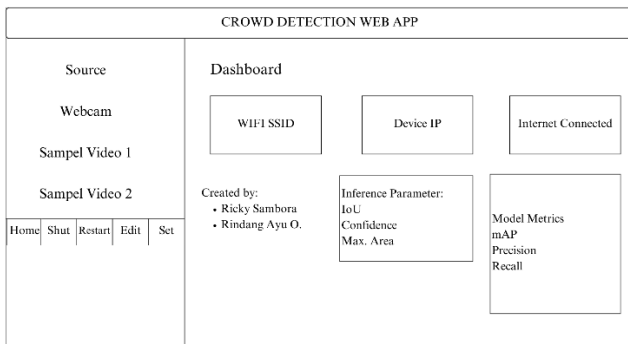 CROWD DETECTION WEB APP
Source
Webcam
Sampel Video 1
Sampel Video 2
Home Shut Restart Edit Set
Dashboard
WIFI SSID
Device IP
Internet Connected
Created by:
• Ricky Sambora
• Rindang Ayu O.
Inference Parameter:
IoU
Confidence
Max. Area
Model Metrics
mAP
Precision
Recall